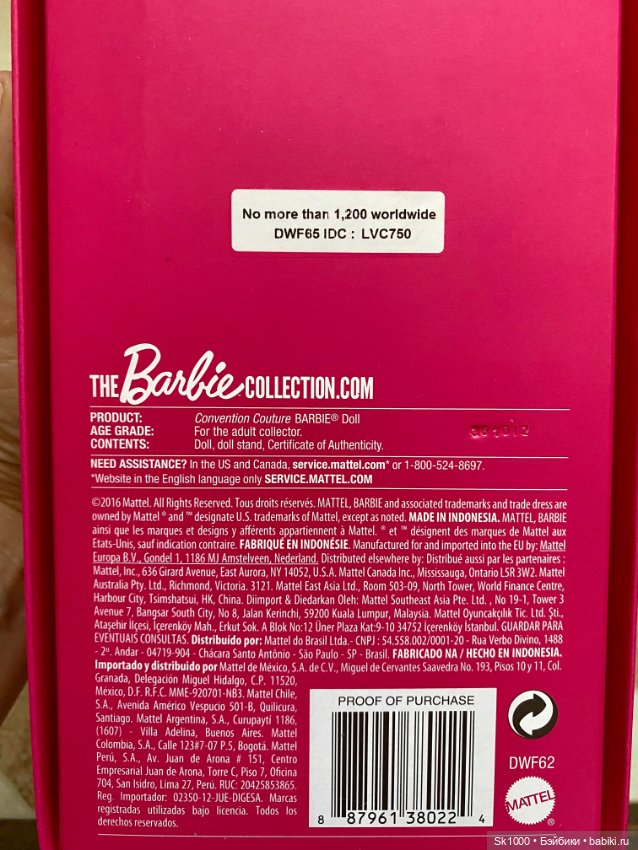 No more than 1,200 worldwide
DWF65 IDC : LVC750
THE Barbie COLLECTION.COM
PRODUCT: Convention Couture BARBIE® Doll
AGE GRADE: For the adult collector.
CONTENTS: Doll, doll stand, Certificate of Authenticity.
NEED ASSISTANCE? In the US and Canada, service.mattel.com* or 1-800-524-8697.
*Website in the English language only SERVICE.MATTEL.COM
©2016 Mattel. All Rights Reserved. Tous droits réservés. MATTEL, BARBIE and associated trademarks and trade dress are
owned by Mattel ® and ™ designate U.S. trademarks of Mattel, except as noted. MADE IN INDONESIA. MATTEL, BARBIE
ainsi que les marques et designs y afférents appartiennent à Mattel. ® et ™ désignent des marques de Mattel aux
Etats-Unis, sauf indication contraire. FABRIQUÉ EN INDONÉSIE. Manufactured for and imported into the EU by: Mattel
Europa B.V., Gondel 1, 1186 MJ Amstelveen, Nederland. Distributed elsewhere by: Distribué aussi par les partenaires :
Mattel, Inc., 636 Girard Avenue, East Aurora, NY 14052, U.S.A. Mattel Canada Inc., Mississauga, Ontario L5R 3W2. Mattel
Australia Pty. Ltd., Richmond, Victoria. 3121. Mattel East Asia Ltd., Room 503-09, North Tower, World Finance Centre,
Harbour City, Tsimshatsui, HK, China. Diimport & Diedarkan Oleh: Mattel Southeast Asia Pte. Ltd. , No 19-1, Tower 3
Avenue 7, Bangsar South City, No 8, Jalan Kerinchi, 59200 Kuala Lumpur, Malaysia. Mattel Oyuncakçılık Tic. Ltd. Şti.,
Ataşehir İlçesi, İçerenköy Mah., Erkut Sok. A Blok No:12 Üner Plaza Kat:9-10 34752 İçerenköy İstanbul. GUARDAR PARA
EVENTUAIS CONSULTAS. Distribuído por: Mattel do Brasil Ltda.- CNPJ : 54.558.002/0001-20 - Rua Verbo Divino, 1488
- 2º. Andar - 04719-904 - Chácara Santo Antônio - São Paulo - SP - Brasil. FABRICADO NA / HECHO EN INDONESIA.
Importado y distribuido por Mattel de México, S.A. de C.V., Miguel de Cervantes Saavedra No. 193, Pisos 10 y 11, Col.
Granada, Delegación Miguel Hidalgo, C.P. 11520,
México, D.F. R.F.C. MME-920701-NB3. Mattel Chile,
S.A., Avenida Américo Vespucio 501-B, Quilicura,
Santiago. Mattel Argentina, S.A., Curupaytí 1186,
(1607) - Villa Adelina, Buenos Aires. Mattel
Colombia, S.A., Calle 123#7-07 P.5, Bogotá. Mattel
Perú, S.A., Av. Juan de Arona # 151, Centro
Empresarial Juan de Arona, Torre C, Piso 7, Oficina
704, San Isidro, Lima 27, Perú. RUC: 20425853865.
Reg. Importador: 02350-12-JUE-DIGESA. Marcas
registradas utilizadas bajo licencia. Todos los
derechos reservados.
PROOF OF PURCHASE
8 87961 38022 4
DWF62
MATTEL
Sk1000 • Бэйбики • babiki.ru